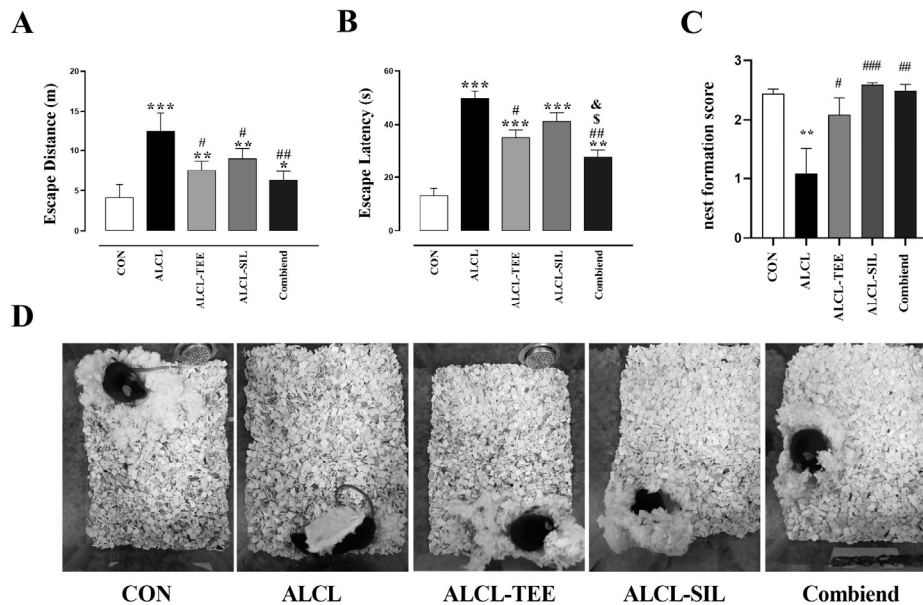 A
Escape Distance (m)
20
15
10
5
0
***
#
**
#
**
##
*
CON
ALCL
ALCL-TEE
ALCL-SIL
Combiend
B
Escape Latency (s)
60
40
20
0
***
#
***
***
&
$
##
**
CON
ALCL
ALCL-TEE
ALCL-SIL
Combiend
C
nest formation score
3
2
1
0
**
#
###
##
CON
ALCL
ALCL-TEE
ALCL-SIL
Combiend
D
CON
ALCL
ALCL-TEE
ALCL-SIL
Combiend